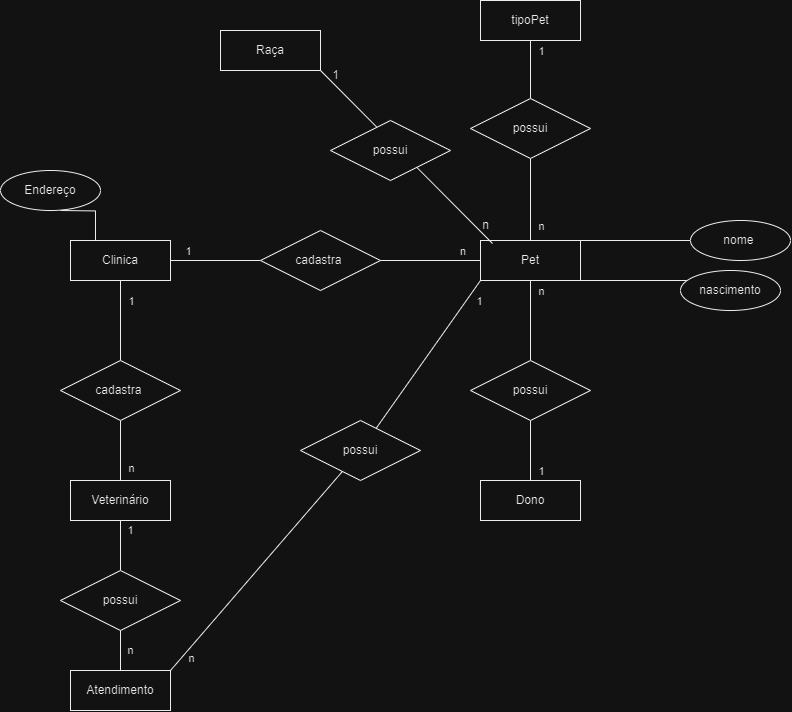 tipoPet
Raça
1
1
possui
possui
Endereço
n
n
nome
Clinica
1
cadastra
n
Pet
nascimento
1
1
n
cadastra
possui
possui
n
1
Veterinário
Dono
1
possui
n
n
Atendimento